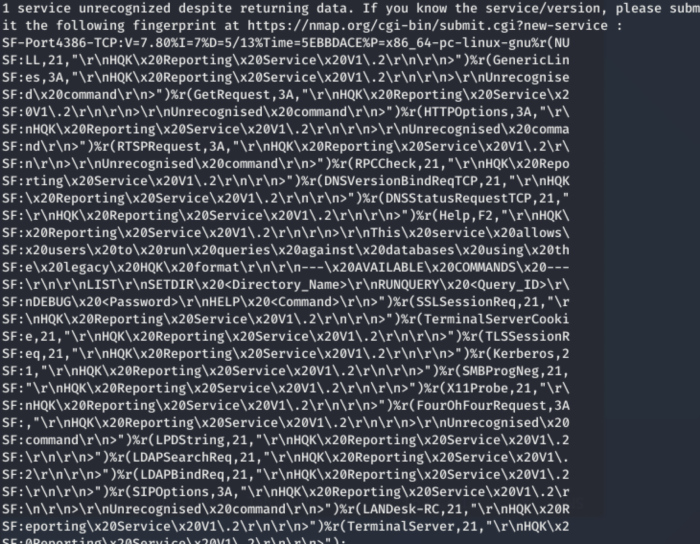 1 service unrecognized despite returning data. If you know the service/version, please subm
it the following fingerprint at https://nmap.org/cgi-bin/submit.cgi?new-service :
SF-Port4386-TCP:V=7.80%I=7%D=5/13%Time=5EBBDACE%P=x86_64-pc-linux-gnu%r(NU
SF:LL,21,"\r\nHQK\x20Reporting\x20Service\x20V1\.2\r\n\r\n>")%r(GenericLin
SF:es,3A,"\r\nHQK\x20Reporting\x20Service\x20V1\.2\r\n\r\n>\r\nUnrecognise
SF:d\x20command\r\n>")%r(GetRequest,3A,"\r\nHQK\x20Reporting\x20Service\x2
SF:0V1\.2\r\n\r\n>\r\nUnrecognised\x20command\r\n>")%r(HTTPOptions,3A,"\r\
SF:nHQK\x20Reporting\x20Service\x20V1\.2\r\n\r\n>\r\nUnrecognised\x20comma
SF:nd\r\n>")%r(RTSPRequest,3A,"\r\nHQK\x20Reporting\x20Service\x20V1\.2\r\
SF:n\r\n>\r\nUnrecognised\x20command\r\n>")%r(RPCCheck,21,"\r\nHQK\x20Repo
SF:rting\x20Service\x20V1\.2\r\n\r\n>")%r(DNSVersionBindReqTCP,21,"\r\nHQK
SF:\x20Reporting\x20Service\x20V1\.2\r\n\r\n>")%r(DNSStatusRequestTCP,21,"
SF:\r\nHQK\x20Reporting\x20Service\x20V1\.2\r\n\r\n>")%r(Help,F2,"\r\nHQK\
SF:x20Reporting\x20Service\x20V1\.2\r\n\r\n>\r\nThis\x20service\x20allows\
SF:x20users\x20to\x20run\x20queries\x20against\x20databases\x20using\x20th
SF:e\x20legacy\x20HQK\x20format\r\n\r\n---\x20AVAILABLE\x20COMMANDS\x20---
SF:\r\n\r\nLIST\r\nSETDIR\x20<Directory_Name>\r\nRUNQUERY\x20<Query_ID>\r\
SF:nDEBUG\x20<Password>\r\nHELP\x20<Command>\r\n>")%r(SSLSessionReq,21,"\r
SF:\nHQK\x20Reporting\x20Service\x20V1\.2\r\n\r\n>")%r(TerminalServerCooki
SF:e,21,"\r\nHQK\x20Reporting\x20Service\x20V1\.2\r\n\r\n>")%r(TLSSessionR
SF:eq,21,"\r\nHQK\x20Reporting\x20Service\x20V1\.2\r\n\r\n>")%r(Kerberos,2
SF:1,"\r\nHQK\x20Reporting\x20Service\x20V1\.2\r\n\r\n>")%r(SMBProgNeg,21,
SF:"\r\nHQK\x20Reporting\x20Service\x20V1\.2\r\n\r\n>")%r(X11Probe,21,"\r\
SF:nHQK\x20Reporting\x20Service\x20V1\.2\r\n\r\n>")%r(FourOhFourRequest,3A
SF:,"\r\nHQK\x20Reporting\x20Service\x20V1\.2\r\n\r\n>\r\nUnrecognised\x20
SF:command\r\n>")%r(LPDString,21,"\r\nHQK\x20Reporting\x20Service\x20V1\.2
SF:\r\n\r\n>")%r(LDAPSearchReq,21,"\r\nHQK\x20Reporting\x20Service\x20V1\.
SF:2\r\n\r\n>")%r(LDAPBindReq,21,"\r\nHQK\x20Reporting\x20Service\x20V1\.2
SF:\r\n\r\n>")%r(SIPOptions,3A,"\r\nHQK\x20Reporting\x20Service\x20V1\.2\r
SF:\n\r\n>\r\nUnrecognised\x20command\r\n>")%r(LANDesk-RC,21,"\r\nHQK\x20R
SF:eporting\x20Service\x20V1\.2\r\n\r\n>")%r(TerminalServer,21,"\r\nHQK\x2
SF:0Reporting\x20Service\x20V1\.2\r\n\r\n>");